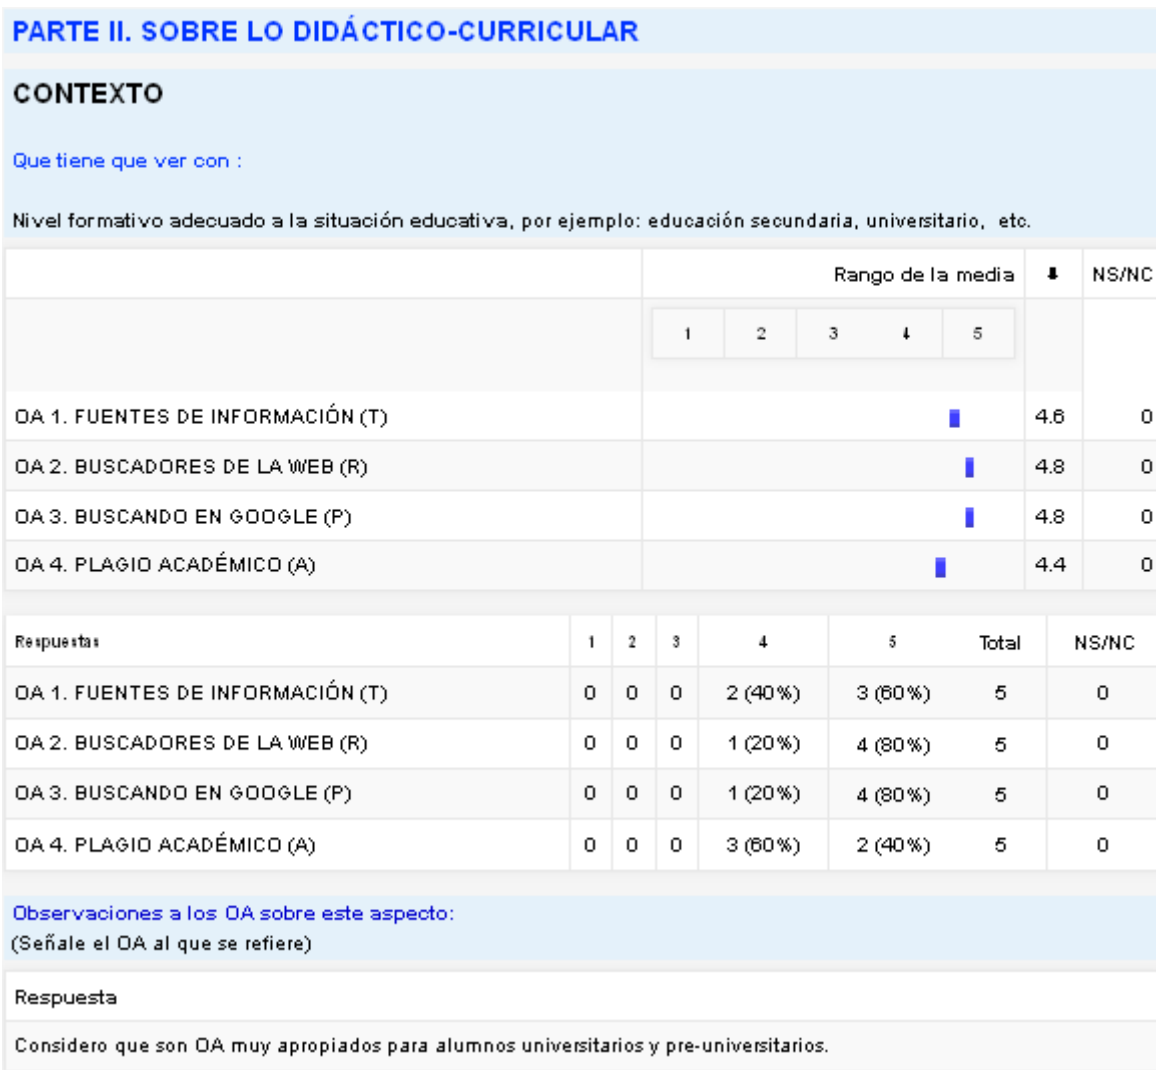 PARTE II. SOBRE LO DIDÁCTICO-CURRICULAR
CONTEXTO
Que tiene que ver con :
Nivel formativo adecuado a la situación educativa, por ejemplo: educación secundaria, universitario, etc.
Rango de la media ⬇ NS/NC
1 2 3 4 5
OA 1. FUENTES DE INFORMACIÓN (T) 4.6 0
OA 2. BUSCADORES DE LA WEB (R) 4.8 0
OA 3. BUSCANDO EN GOOGLE (P) 4.8 0
OA 4. PLAGIO ACADÉMICO (A) 4.4 0
Respuestas 1 2 3 4 5 Total NS/NC
OA 1. FUENTES DE INFORMACIÓN (T) 0 0 0 2 (40%) 3 (60%) 5 0
OA 2. BUSCADORES DE LA WEB (R) 0 0 0 1 (20%) 4 (80%) 5 0
OA 3. BUSCANDO EN GOOGLE (P) 0 0 0 1 (20%) 4 (80%) 5 0
OA 4. PLAGIO ACADÉMICO (A) 0 0 0 3 (60%) 2 (40%) 5 0
Observaciones a los OA sobre este aspecto:
(Señale el OA al que se refiere)
Respuesta
Considero que son OA muy apropiados para alumnos universitarios y pre-universitarios.